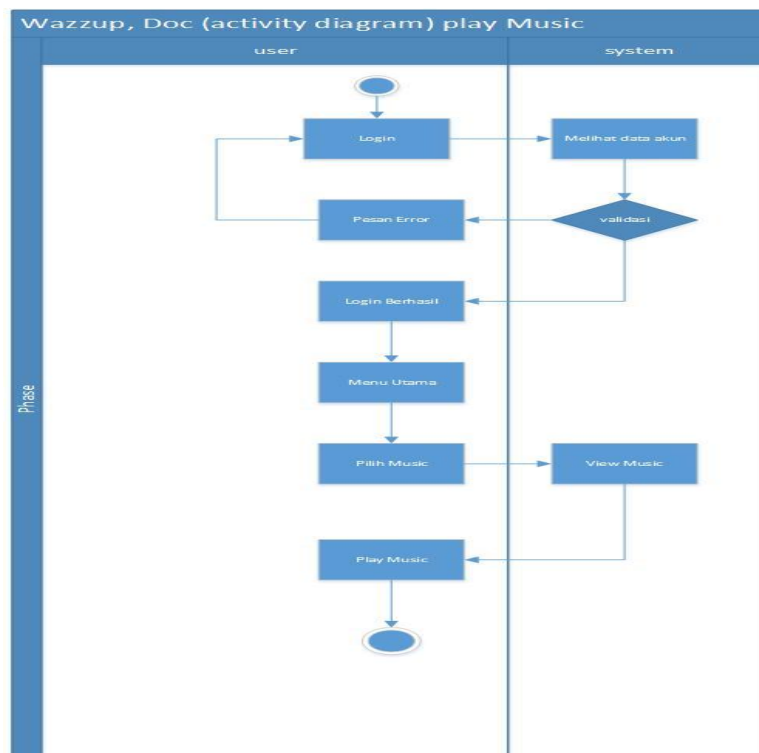 Wazzup, Doc (activity diagram) play Music
user
system
Phase
Login
Melihat data akun
Pesan Error
validasi
Login Berhasil
Menu Utama
Pilih Music
View Music
Play Music